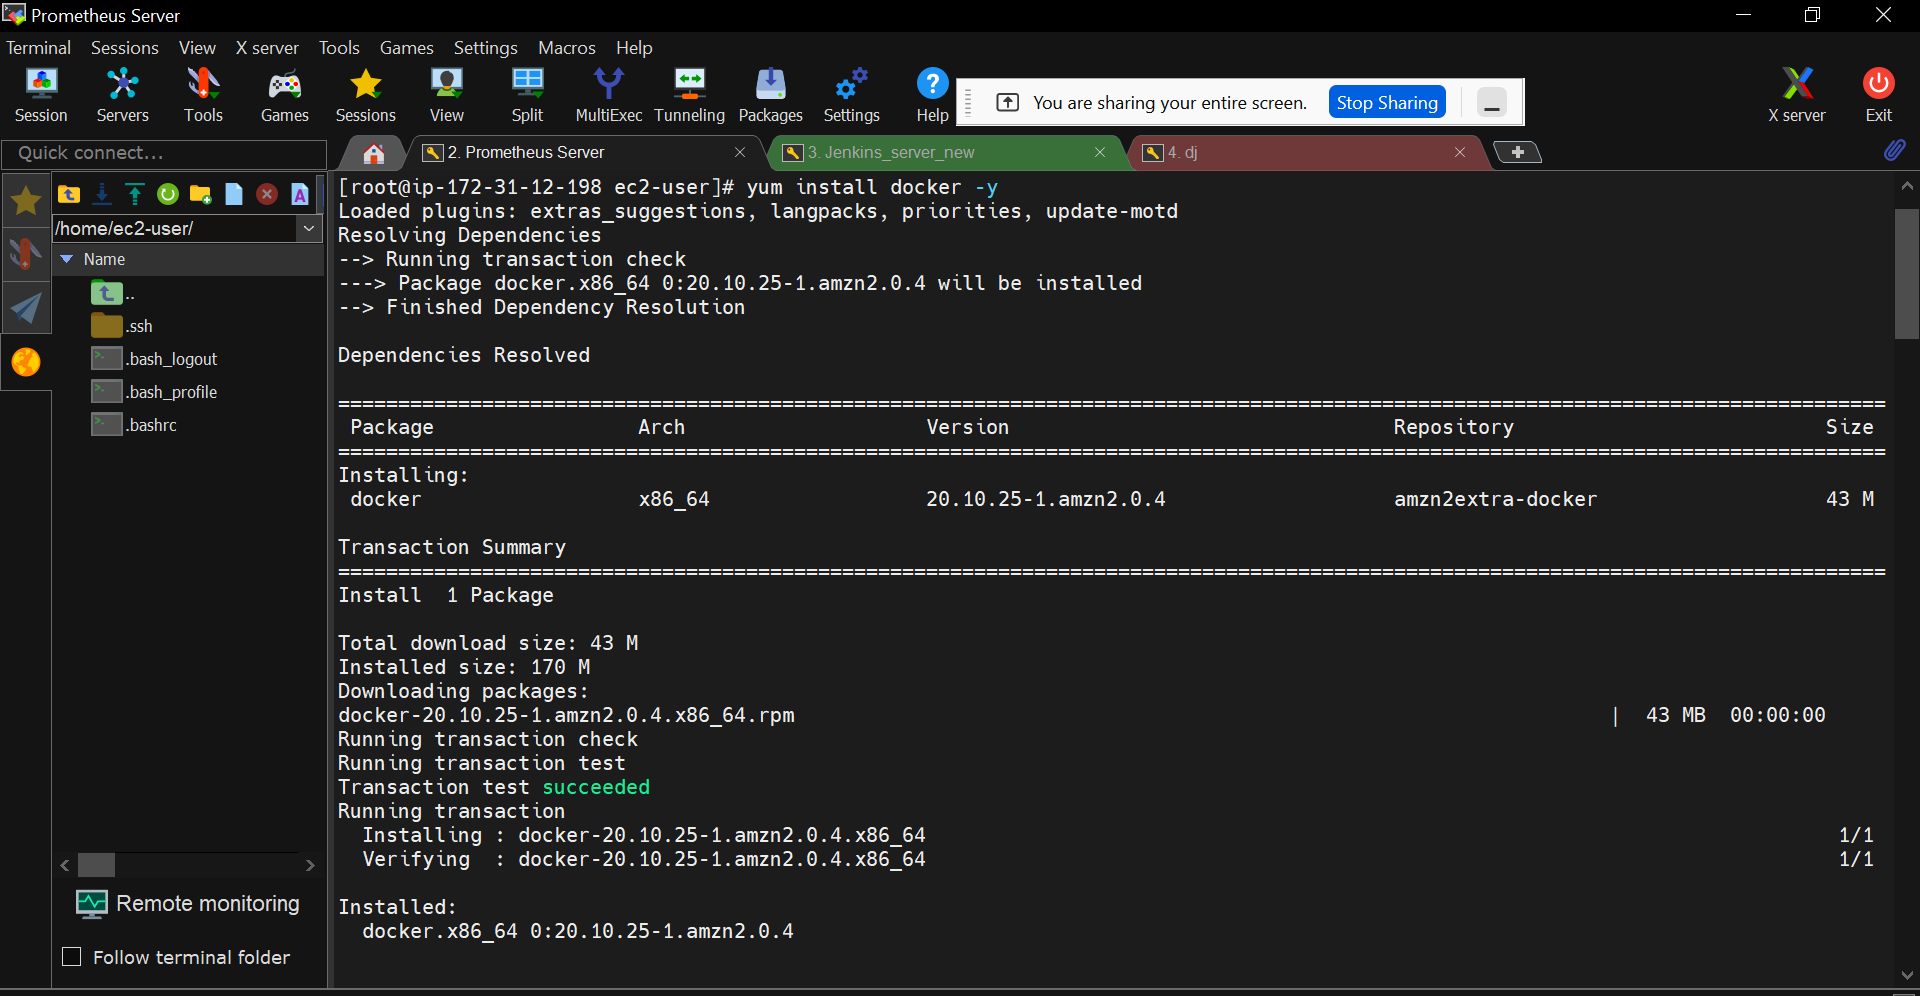 Prometheus Server
Terminal Sessions View X server Tools Games Settings Macros Help
Session Servers Tools Games Sessions View Split MultiExec Tunneling Packages Settings Help X server Exit
You are sharing your entire screen. Stop Sharing
Quick connect...
2. Prometheus Server
3. Jenkins_server_new
4. dj
/home/ec2-user/
Name
..
.ssh
.bash_logout
.bash_profile
.bashrc
Remote monitoring
Follow terminal folder
[root@ip-172-31-12-198 ec2-user]# yum install docker -y
Loaded plugins: extras_suggestions, langpacks, priorities, update-motd
Resolving Dependencies
--> Running transaction check
---> Package docker.x86_64 0:20.10.25-1.amzn2.0.4 will be installed
--> Finished Dependency Resolution
Dependencies Resolved
================================================================================
Package Arch Version Repository Size
================================================================================
Installing:
docker x86_64 20.10.25-1.amzn2.0.4 amzn2extra-docker 43 M
Transaction Summary
================================================================================
Install 1 Package
Total download size: 43 M
Installed size: 170 M
Downloading packages:
docker-20.10.25-1.amzn2.0.4.x86_64.rpm | 43 MB 00:00:00
Running transaction check
Running transaction test
Transaction test succeeded
Running transaction
Installing : docker-20.10.25-1.amzn2.0.4.x86_64 1/1
Verifying : docker-20.10.25-1.amzn2.0.4.x86_64 1/1
Installed:
docker.x86_64 0:20.10.25-1.amzn2.0.4